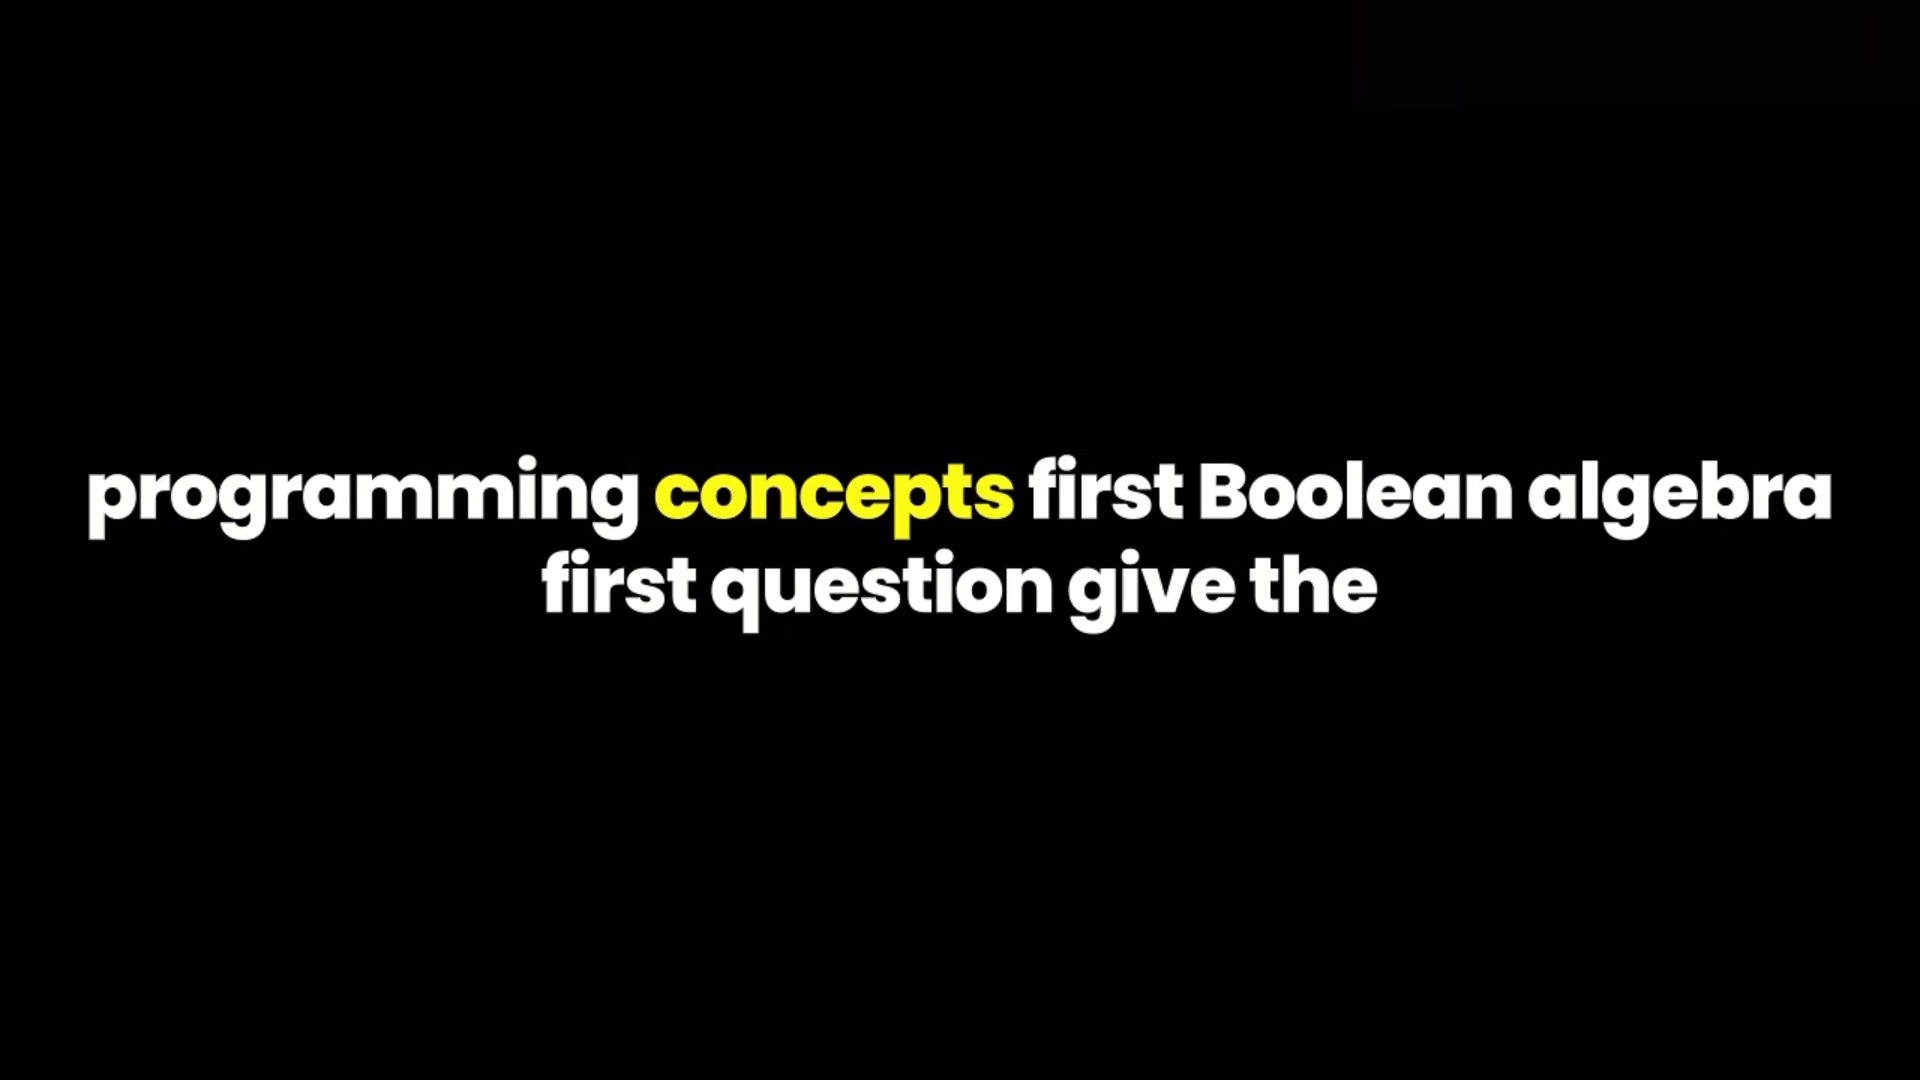 programming concepts first Boolean algebra
first question give the